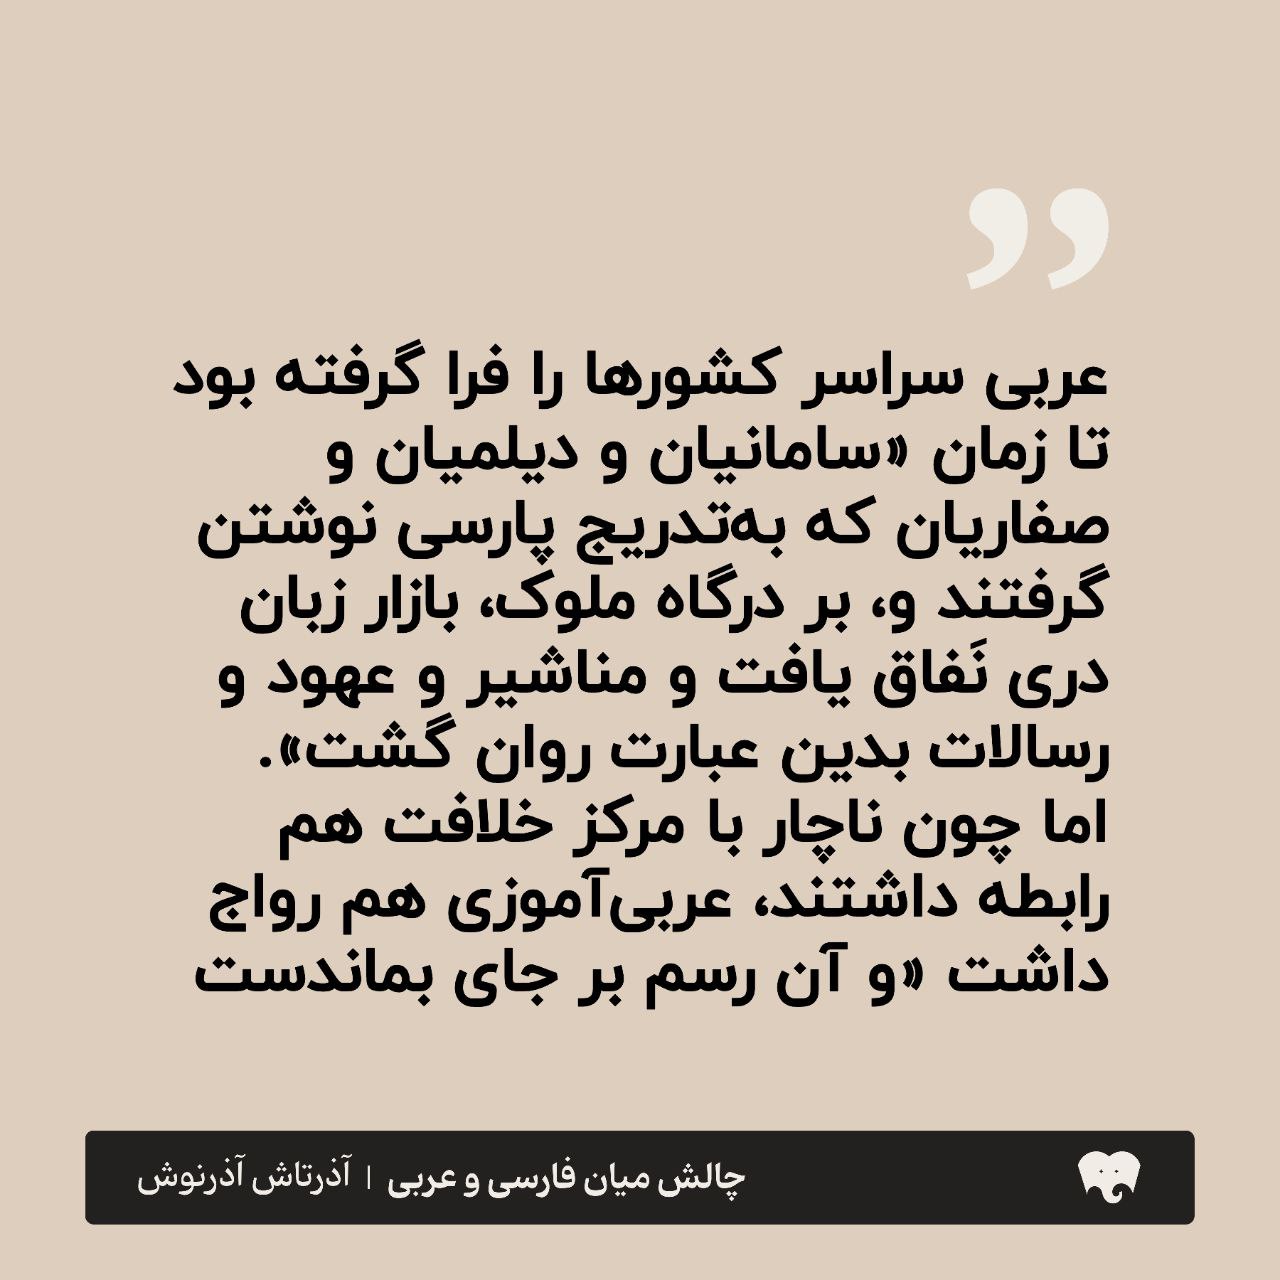 ”
عربی سراسر کشورها را فرا گرفته بود
تا زمان «سامانیان و دیلمیان و
صفاریان که به‌تدریج پارسی نوشتن
گرفتند و، بر درگاه ملوک، بازار زبان
دری نَفاق یافت و مناشیر و عهود و
رسالات بدین عبارت روان گشت».
اما چون ناچار با مرکز خلافت هم
رابطه داشتند، عربی‌آموزی هم رواج
داشت «و آن رسم بر جای بماندست
چالش میان فارسی و عربی | آذرتاش آذرنوش